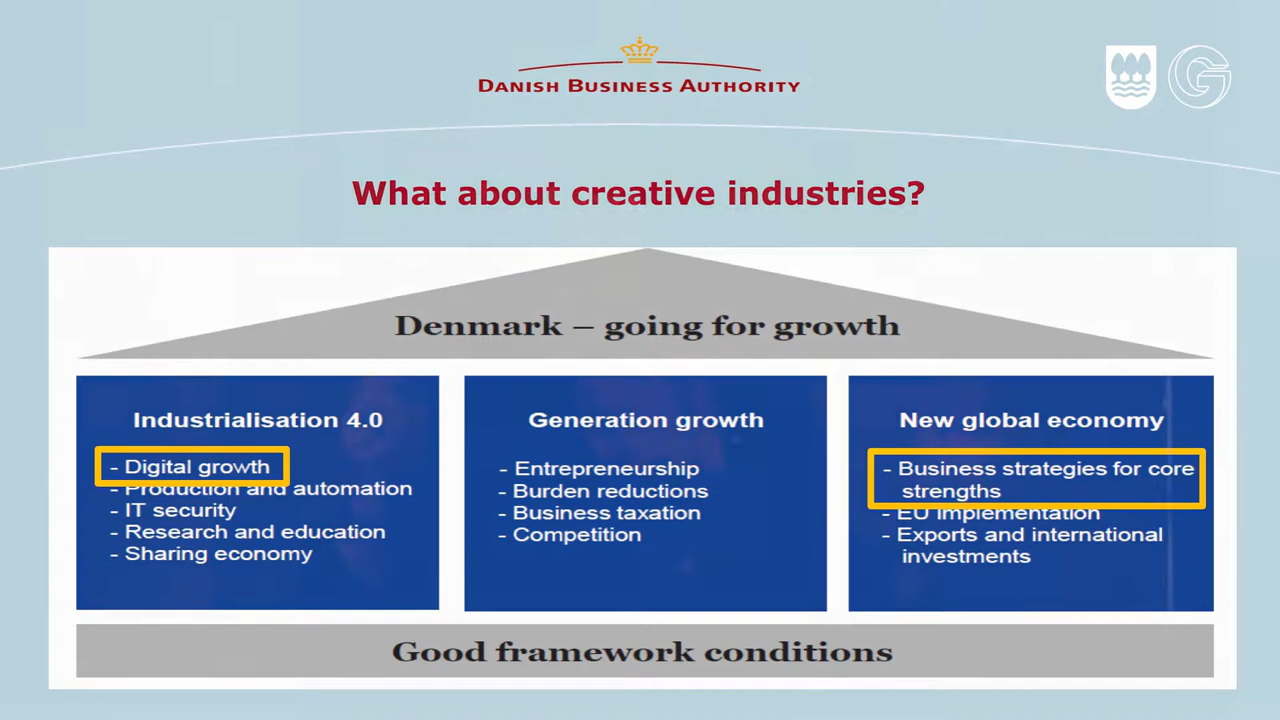 DANISH BUSINESS AUTHORITY
What about creative industries?
Denmark – going for growth
Industrialisation 4.0
- Digital growth
- Production and automation
- IT security
- Research and education
- Sharing economy
Generation growth
- Entrepreneurship
- Burden reductions
- Business taxation
- Competition
New global economy
- Business strategies for core
strengths
- EU implementation
- Exports and international
investments
Good framework conditions